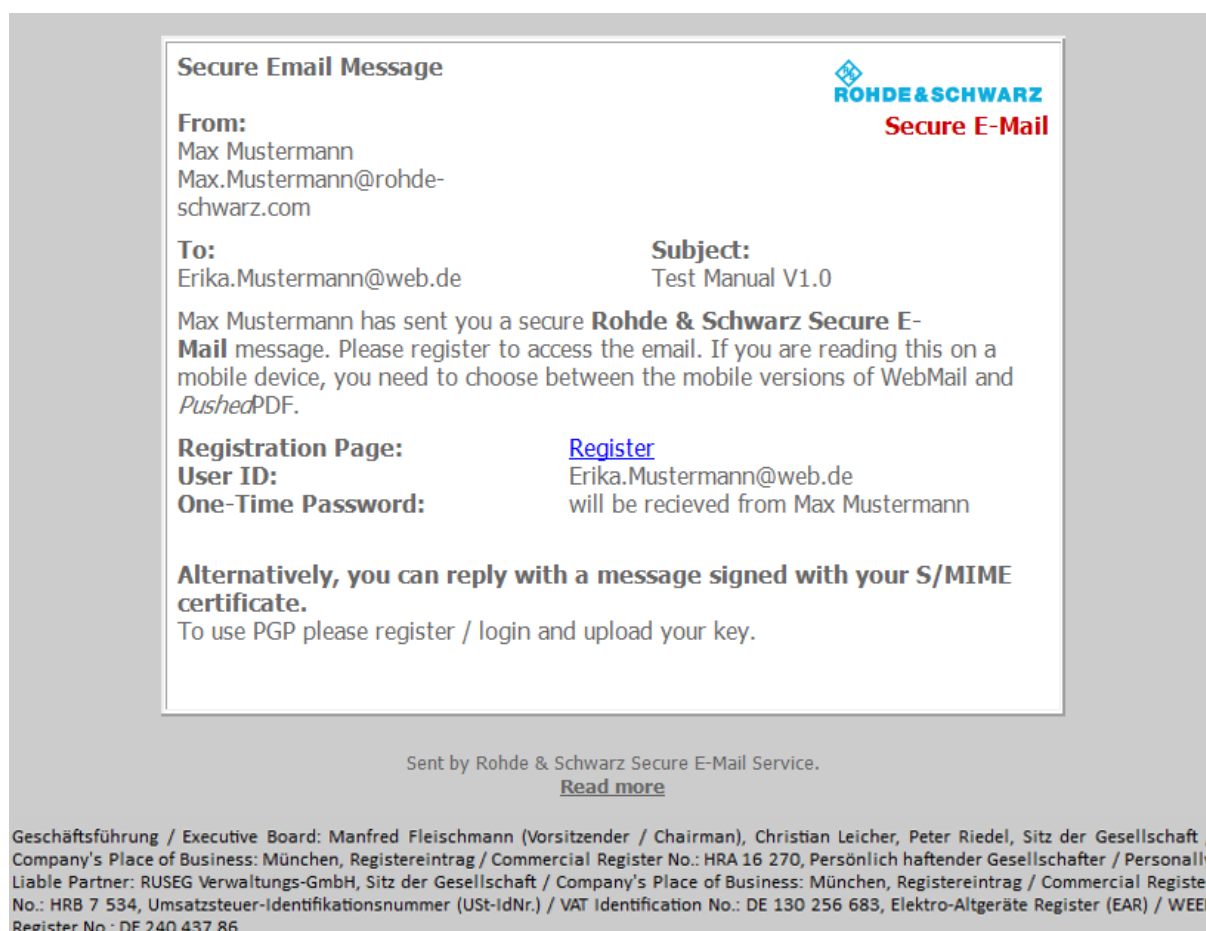 Secure Email Message
R&S
ROHDE&SCHWARZ
Secure E-Mail
From:
Max Mustermann
Max.Mustermann@rohde-
schwarz.com
To:
Erika.Mustermann@web.de
Subject:
Test Manual V1.0
Max Mustermann has sent you a secure Rohde & Schwarz Secure E-
Mail message. Please register to access the email. If you are reading this on a
mobile device, you need to choose between the mobile versions of WebMail and
PushedPDF.
Registration Page: Register
User ID: Erika.Mustermann@web.de
One-Time Password: will be recieved from Max Mustermann
Alternatively, you can reply with a message signed with your S/MIME
certificate.
To use PGP please register / login and upload your key.
Sent by Rohde & Schwarz Secure E-Mail Service.
Read more
Geschäftsführung / Executive Board: Manfred Fleischmann (Vorsitzender / Chairman), Christian Leicher, Peter Riedel, Sitz der Gesellschaft /
Company's Place of Business: München, Registereintrag / Commercial Register No.: HRA 16 270, Persönlich haftender Gesellschafter / Personally
Liable Partner: RUSEG Verwaltungs-GmbH, Sitz der Gesellschaft / Company's Place of Business: München, Registereintrag / Commercial Registe
No.: HRB 7 534, Umsatzsteuer-Identifikationsnummer (USt-IdNr.) / VAT Identification No.: DE 130 256 683, Elektro-Altgeräte Register (EAR) / WEE
Register No.: DE 240 437 86